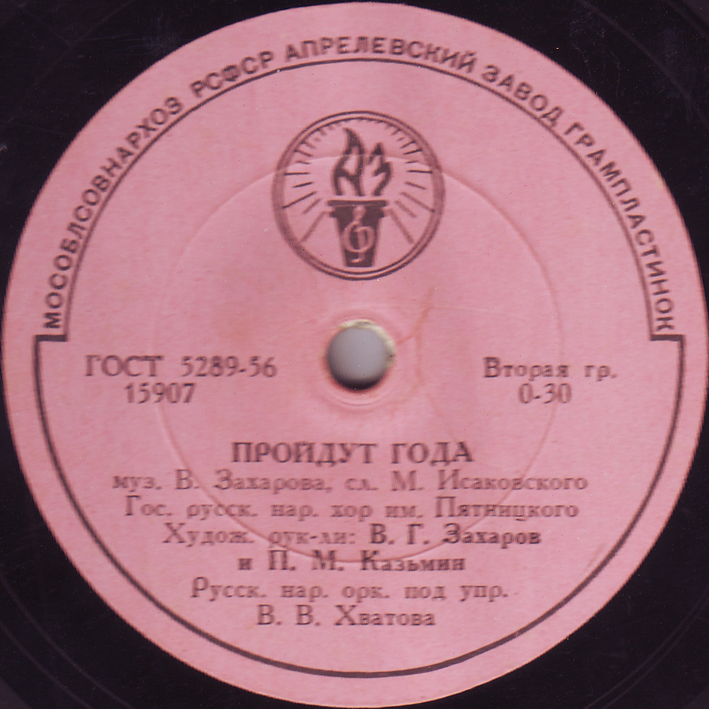 МОСОБЛСОВНАРХОЗ РСФСР АПРЕЛЕВСКИЙ ЗАВОД ГРАМПЛАСТИНОК
АЗ
ГОСТ 5289-56
15907
Вторая гр.
0-30
ПРОЙДУТ ГОДА
муз. В. Захарова, сл. М. Исаковского
Гос. русск. нар. хор им. Пятницкого
Худож. рук-ли: В. Г. Захаров
и П. М. Казьмин
Русск. нар. орк. под упр.
В. В. Хватова